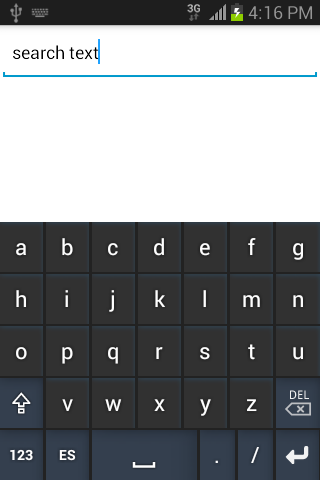 3G 4:16 PM
search text
a b c d e f g
h i j k l m n
o p q r s t u
v w x y z DEL
123 ES . /